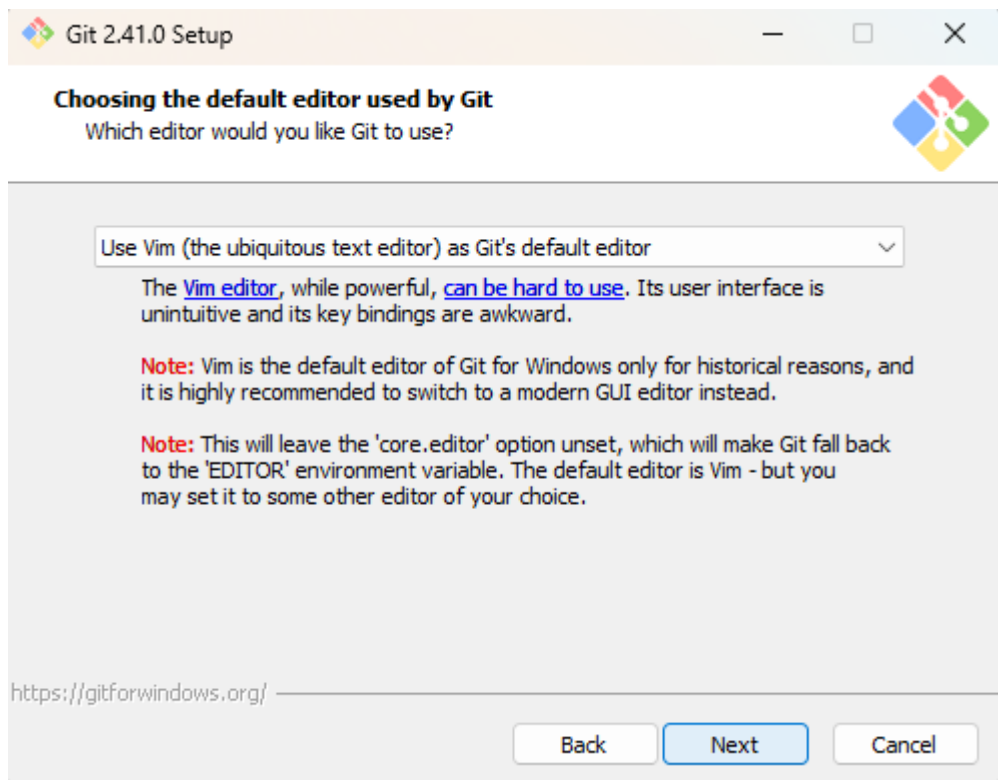 Git 2.41.0 Setup
Choosing the default editor used by Git
Which editor would you like Git to use?
Use Vim (the ubiquitous text editor) as Git's default editor
The Vim editor, while powerful, can be hard to use. Its user interface is
unintuitive and its key bindings are awkward.
Note: Vim is the default editor of Git for Windows only for historical reasons, and
it is highly recommended to switch to a modern GUI editor instead.
Note: This will leave the 'core.editor' option unset, which will make Git fall back
to the 'EDITOR' environment variable. The default editor is Vim - but you
may set it to some other editor of your choice.
https://gitforwindows.org/
Back Next Cancel